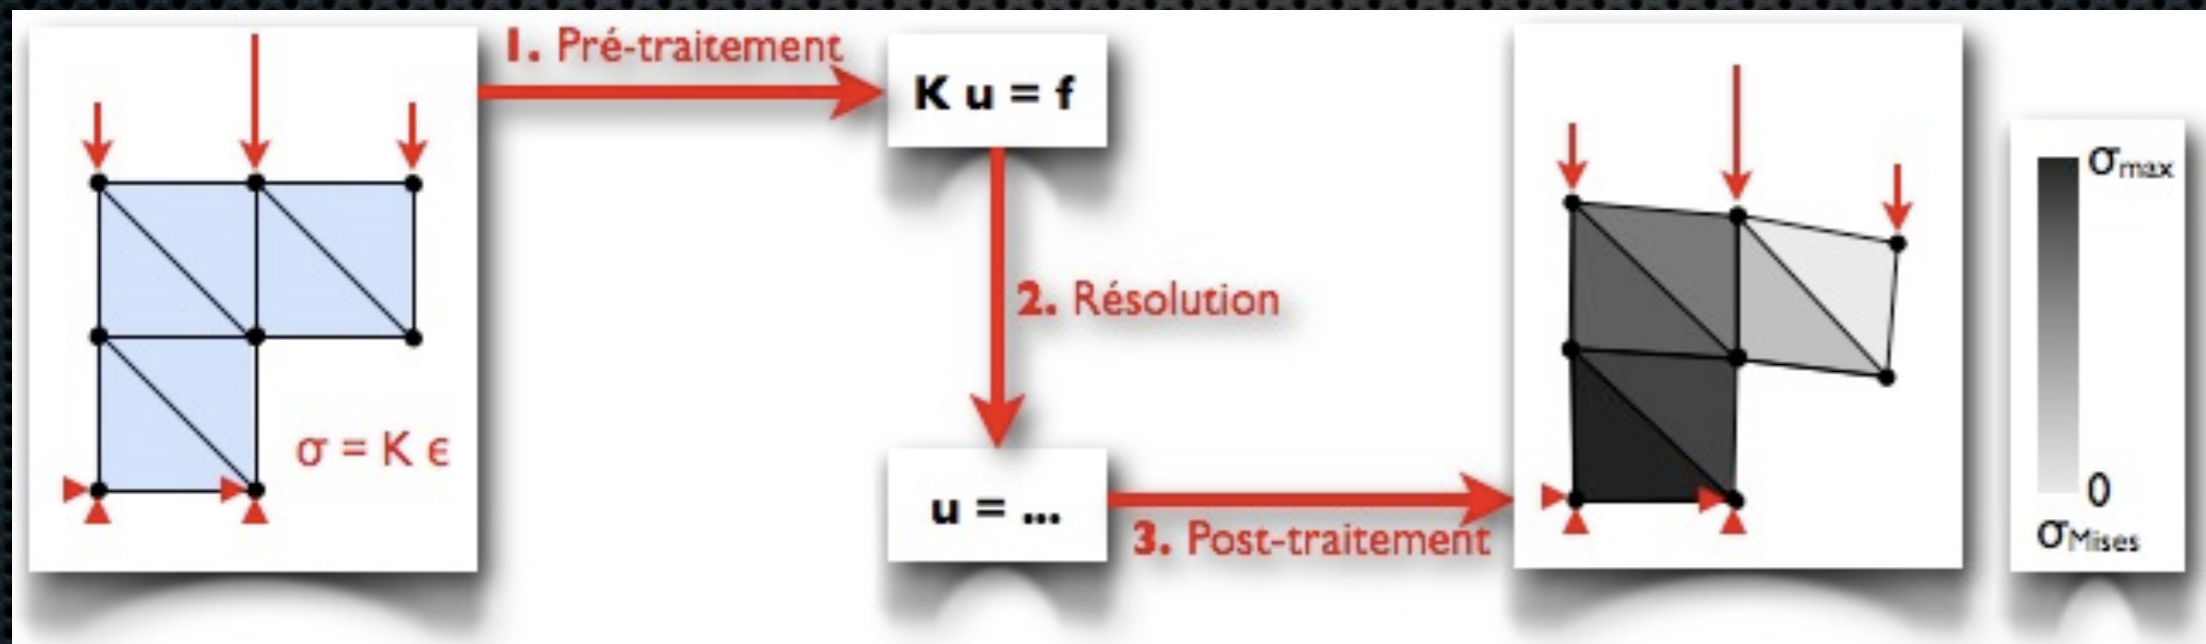 1. Pré-traitement
K u = f
σ = K ϵ
2. Résolution
u = ...
3. Post-traitement
σmax
0
σMises